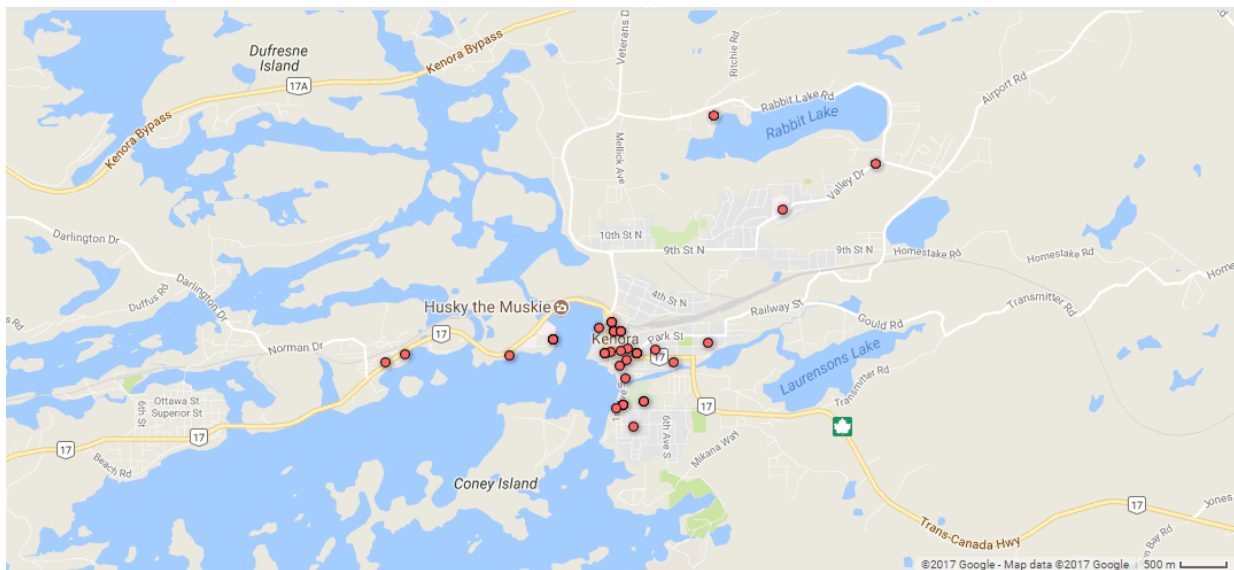 Dufresne
Island
17A
Kenora Bypass
Kenora Bypass
Veterans D
Ritchie Rd
Airport Rd
Rabbit Lake Rd
Rabbit Lake
Mellick Ave
Valley Dr
10th St N
9th St N
9th St N
Homestake Rd
Homestake Rd
Darlington Dr
Darlington Dr
Duffus Rd
Husky the Muskie
4th St N
Railway St
Gould Rd
Transmitter Rd
Park St
Kenora
17
17
Norman Dr
Laurensons Lake
Transmitter Rd
Ottawa St
Superior St
6th St
17
17
17
6th Ave S
Mikana Way
Beach Rd
Coney Island
Trans-Canada Hwy
17
Jones
n Bay Rd
©2017 Google - Map data ©2017 Google
500 m